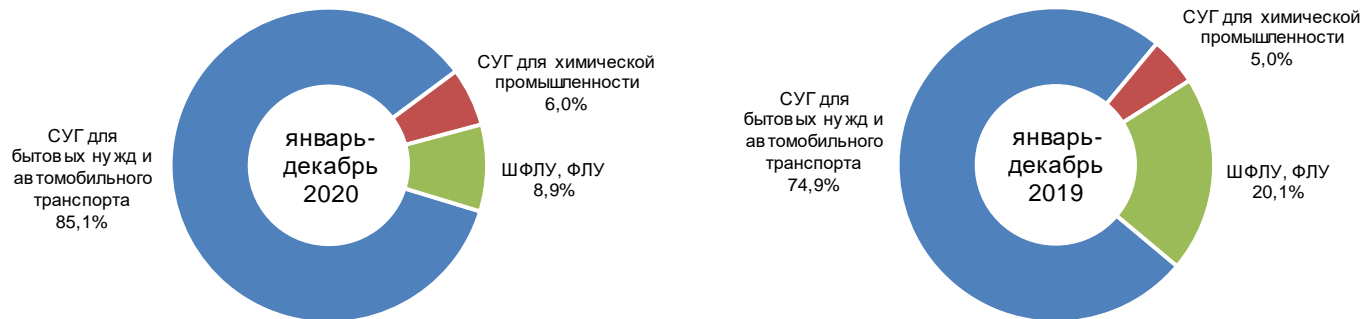 СУГ для
бытовых нужд и
автомобильного
транспорта
85,1%
январь-
декабрь
2020
СУГ для химической
промышленности
6,0%
ШФЛУ, ФЛУ
8,9%
СУГ для
бытовых нужд и
автомобильного
транспорта
74,9%
январь-
декабрь
2019
СУГ для химической
промышленности
5,0%
ШФЛУ, ФЛУ
20,1%